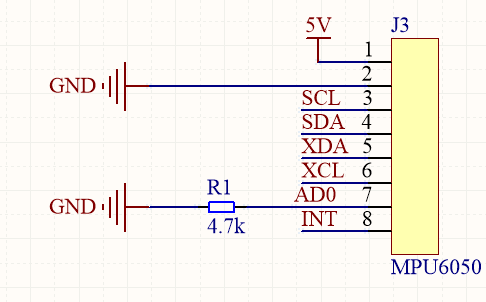 J3
5V
1
GND
2
SCL 3
SDA 4
XDA 5
XCL 6
R1
GND
AD0 7
4.7k
INT 8
MPU6050